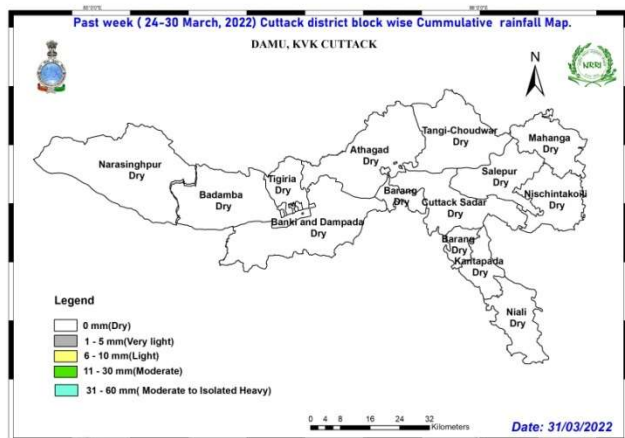 Past week ( 24-30 March, 2022) Cuttack district block wise Cummulative rainfall Map.
DAMU, KVK CUTTACK
N
NRRI
Tangi-Choudwar
Dry
Mahanga
Dry
Athagad
Dry
Narasinghpur
Dry
Salepur
Dry
Tigiria
Dry
Badamba
Dry
Barang
Dry
Nischintakoili
Dry
Cuttack Sadar
Dry
Banki and Dampada
Dry
Barang
Dry
Kantapada
Dry
Niali
Dry
Legend
0 mm(Dry)
1 - 5 mm(Very light)
6 - 10 mm(Light)
11 - 30 mm(Moderate)
31 - 60 mm( Moderate to Isolated Heavy)
0 4 8 16 24 32
Kilometers
Date: 31/03/2022